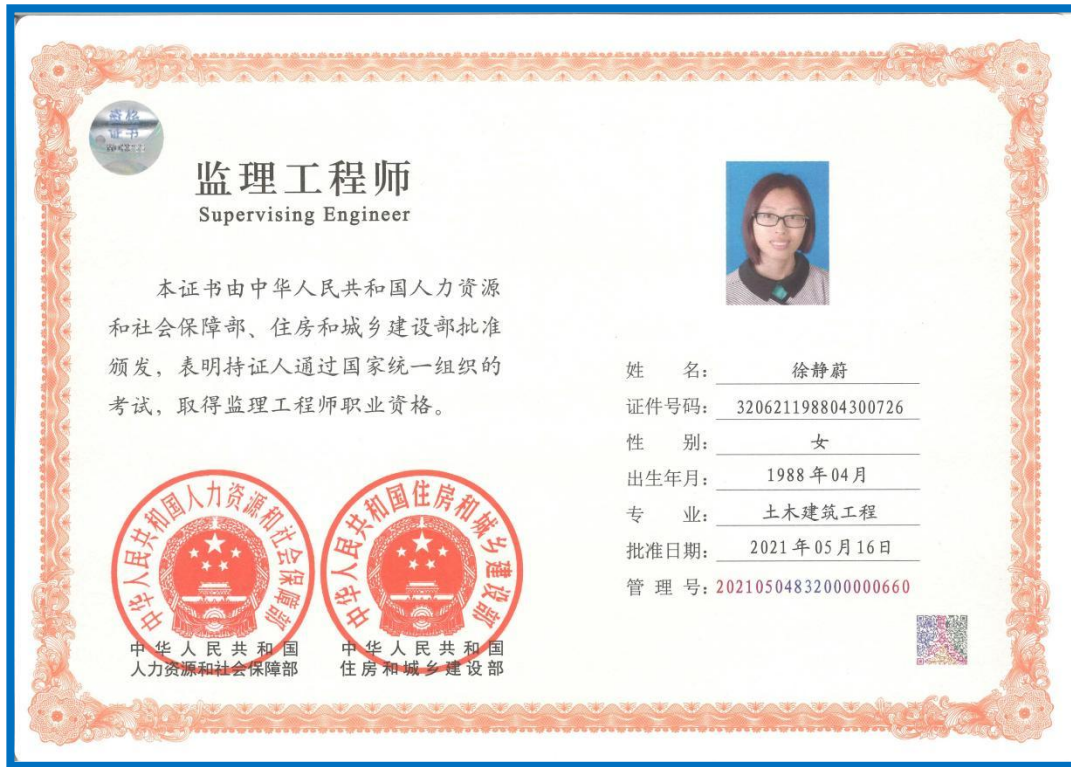 资格
证书
监理工程师
Supervising Engineer
本证书由中华人民共和国人力资源
和社会保障部、住房和城乡建设部批准
颁发，表明持证人通过国家统一组织的
考试，取得监理工程师职业资格。
中华人民共和国人力资源和社会保障部
中华人民共和国
人力资源和社会保障部
中华人民共和国住房和城乡建设部
中华人民共和国
住房和城乡建设部
姓 名： 徐静蔚
证件号码： 320621198804300726
性 别： 女
出生年月： 1988年04月
专 业： 土木建筑工程
批准日期： 2021年05月16日
管 理 号：20210504832000000660